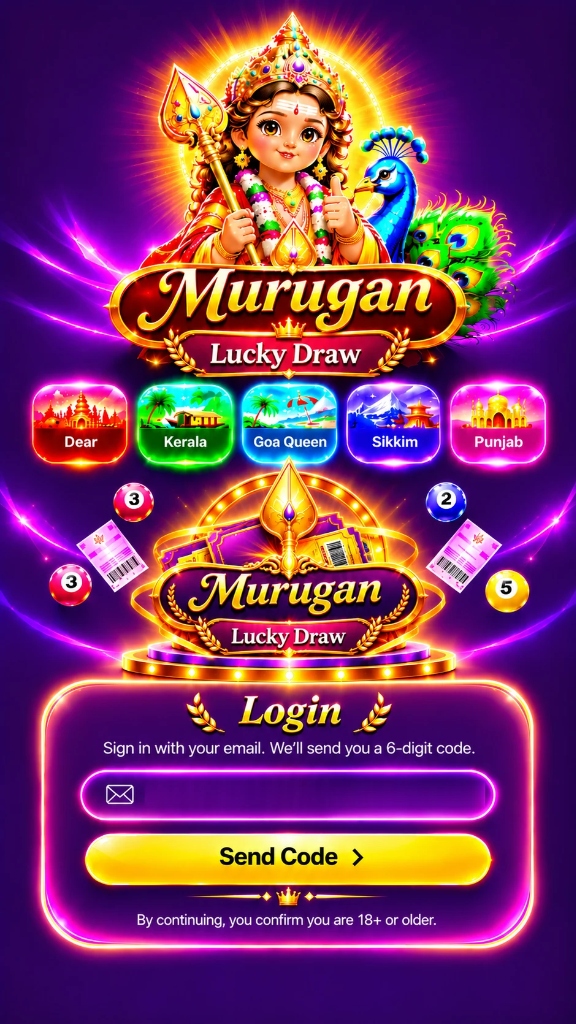 Murugan
Lucky Draw
Dear
Kerala
Goa Queen
Sikkim
Punjab
3
2
3
5
Murugan
Lucky Draw
Login
Sign in with your email. We'll send you a 6-digit code.
Send Code >
By continuing, you confirm you are 18+ or older.